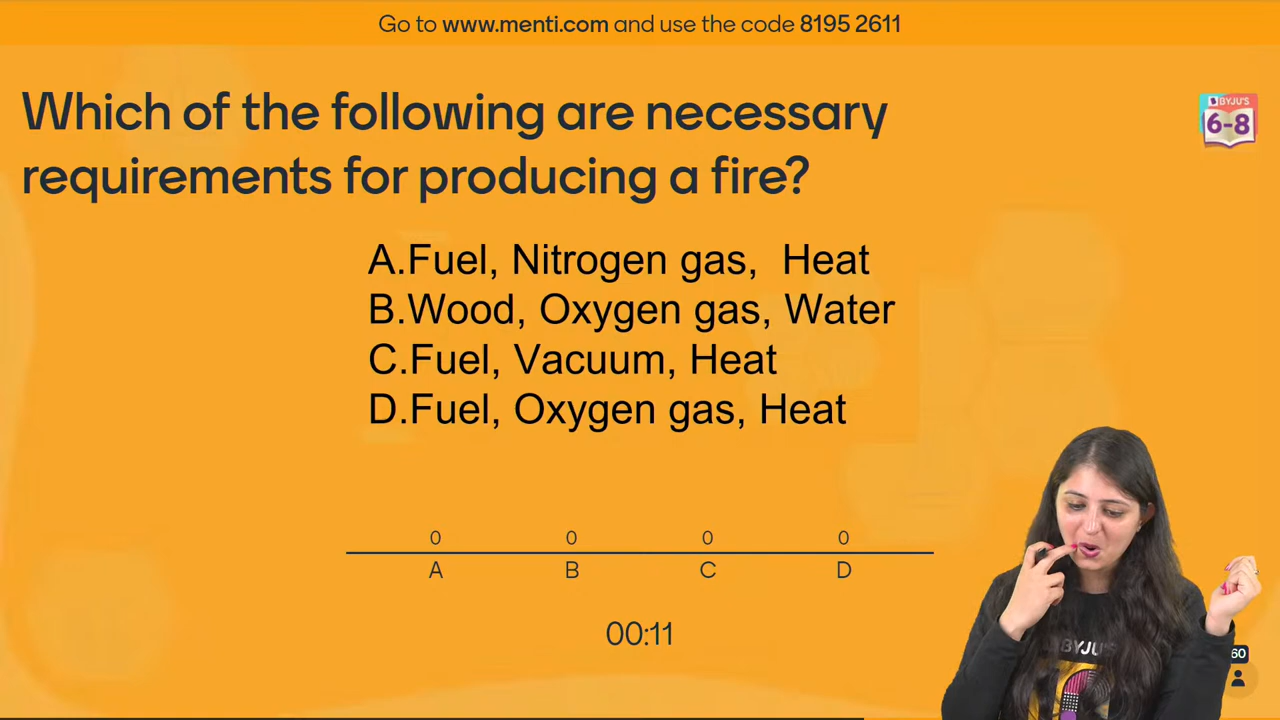 Go to www.menti.com and use the code 8195 2611
Which of the following are necessary
requirements for producing a fire?
BYJU'S
6-8
A.Fuel, Nitrogen gas,  Heat
B.Wood, Oxygen gas, Water
C.Fuel, Vacuum, Heat
D.Fuel, Oxygen gas, Heat
0 0 0 0
A B C D
00:11
BYJU'S
60